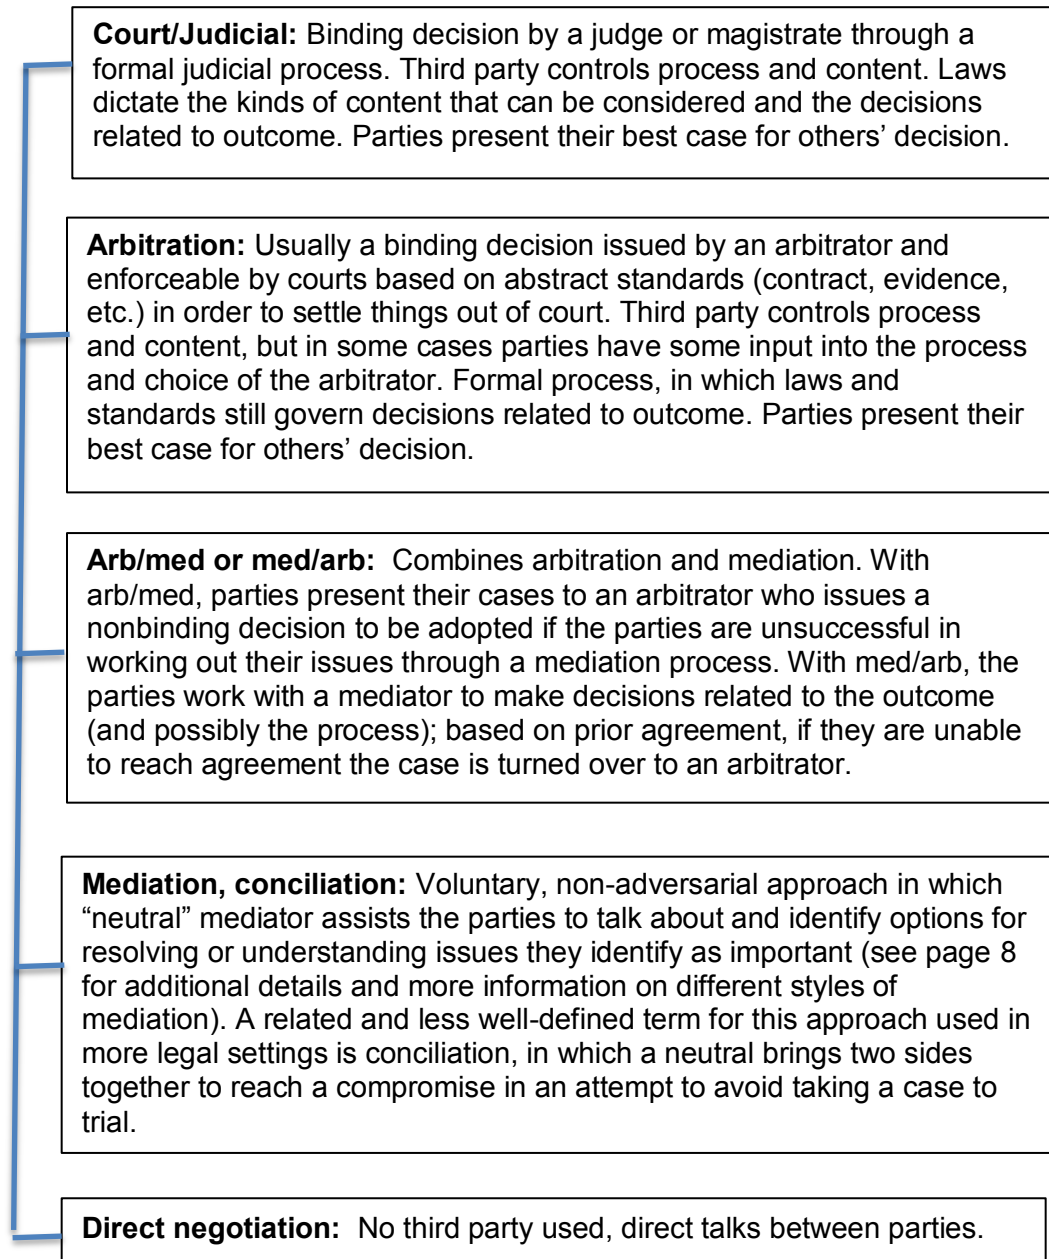 Court/Judicial: Binding decision by a judge or magistrate through a
formal judicial process. Third party controls process and content. Laws
dictate the kinds of content that can be considered and the decisions
related to outcome. Parties present their best case for others’ decision.
Arbitration: Usually a binding decision issued by an arbitrator and
enforceable by courts based on abstract standards (contract, evidence,
etc.) in order to settle things out of court. Third party controls process
and content, but in some cases parties have some input into the process
and choice of the arbitrator. Formal process, in which laws and
standards still govern decisions related to outcome. Parties present their
best case for others’ decision.
Arb/med or med/arb: Combines arbitration and mediation. With
arb/med, parties present their cases to an arbitrator who issues a
nonbinding decision to be adopted if the parties are unsuccessful in
working out their issues through a mediation process. With med/arb, the
parties work with a mediator to make decisions related to the outcome
(and possibly the process); based on prior agreement, if they are unable
to reach agreement the case is turned over to an arbitrator.
Mediation, conciliation: Voluntary, non-adversarial approach in which
“neutral” mediator assists the parties to talk about and identify options for
resolving or understanding issues they identify as important (see page 8
for additional details and more information on different styles of
mediation). A related and less well-defined term for this approach used in
more legal settings is conciliation, in which a neutral brings two sides
together to reach a compromise in an attempt to avoid taking a case to
trial.
Direct negotiation: No third party used, direct talks between parties.